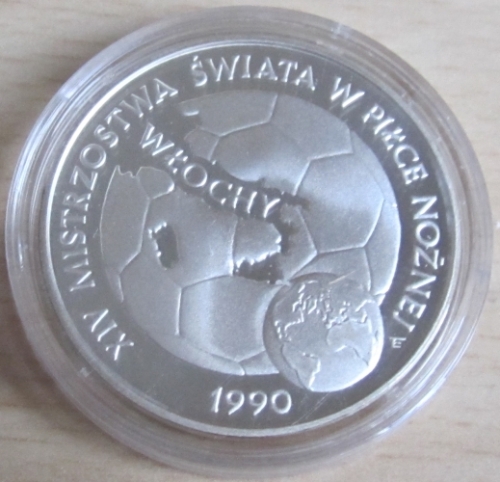 XIV MISTRZOSTWA ŚWIATA W PIŁCE NOŻNEJ
WŁOCHY
1990